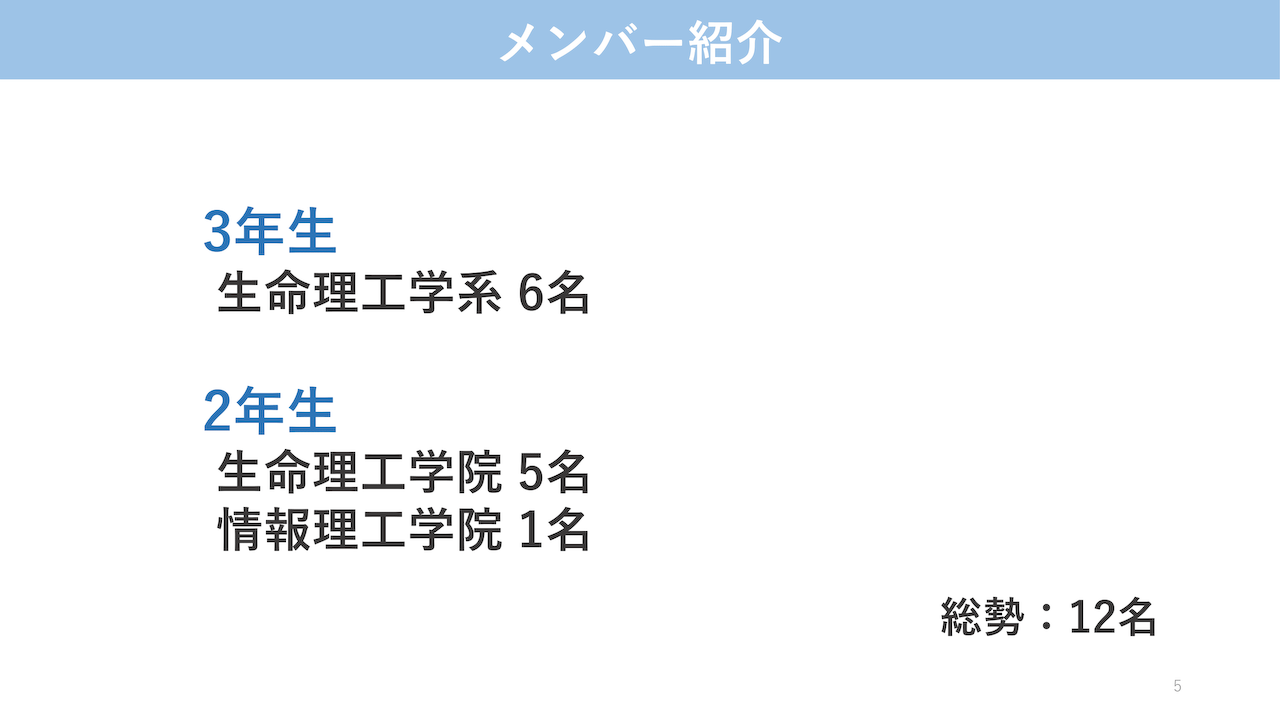 メンバー紹介
3年生
生命理工学系 6名
2年生
生命理工学院 5名
情報理工学院 1名
総勢：12名
5